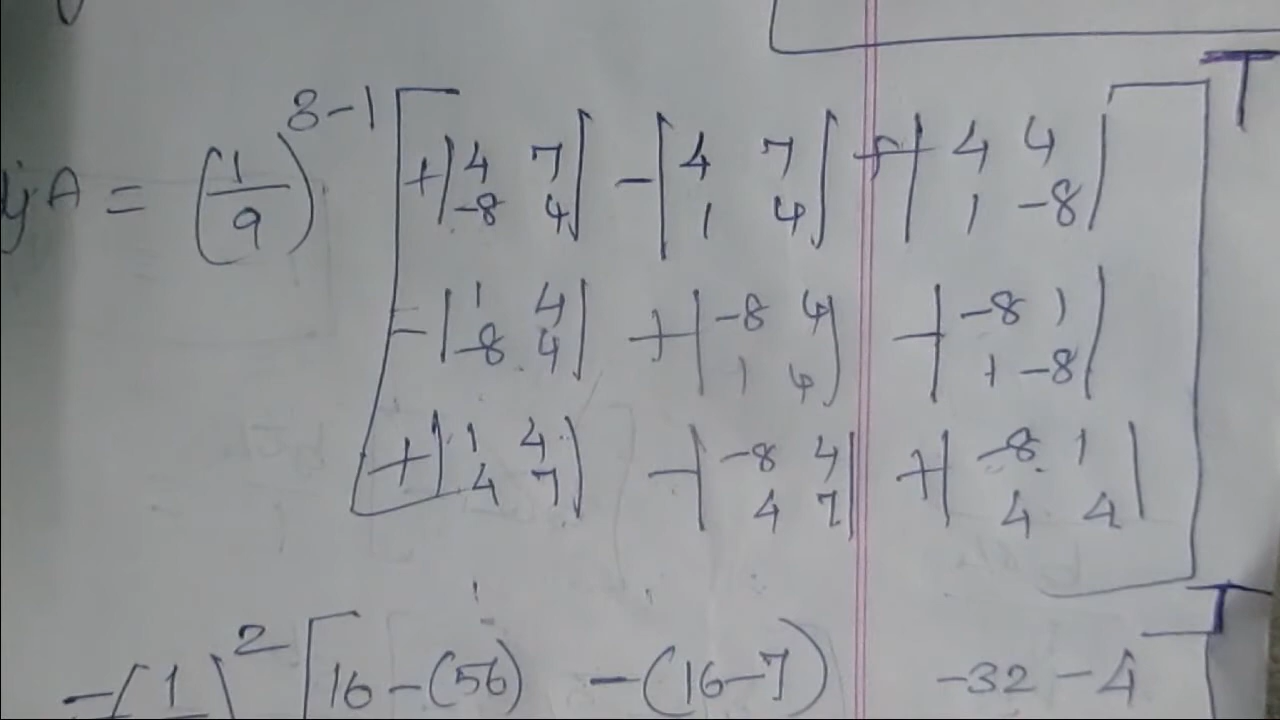 jA = (1/9)^3-1 [ +|4 7| -|4 7| +|4 4| ]^T
|-8 4| |1 4| |1 -8|
-|1 4| +|-8 4| -|-8 1|
|-8 4| |1 4| |1 -8|
+|1 4| -|-8 4| +|-8 1|
|4 7| |4 7| |4 4|
=(1 )^2 [ 16-(56) -(16-7) -32-4 ]^T